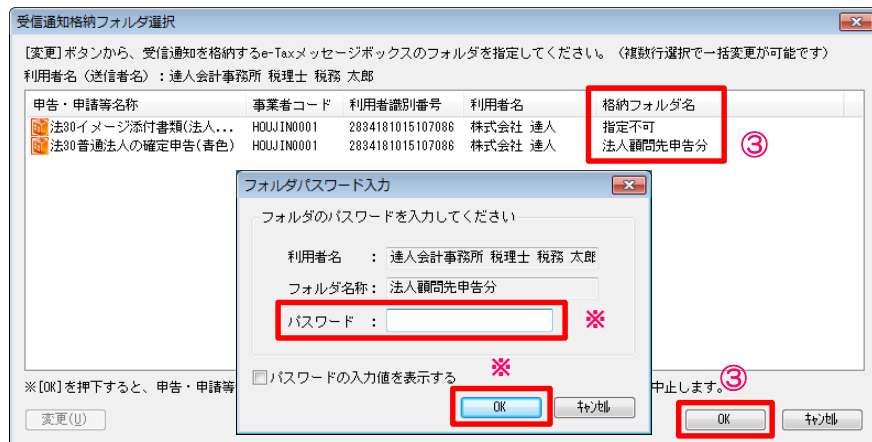 受信通知格納フォルダ選択
[変更]ボタンから、受信通知を格納するe-Taxメッセージボックスのフォルダを指定してください。（複数行選択で一括変更が可能です）
利用者名（送信者名）：達人会計事務所 税理士 税務 太郎
申告・申請等名称 事業者コード 利用者識別番号 利用者名 格納フォルダ名
法30イメージ添付書類(法人... HOUJIN0001 2834181015107086 株式会社 達人 指定不可
法30普通法人の確定申告(青色) HOUJIN0001 2834181015107086 株式会社 達人 法人顧問先申告分
③
フォルダパスワード入力
フォルダのパスワードを入力してください
利用者名 ： 達人会計事務所 税理士 税務 太郎
フォルダ名称： 法人顧問先申告分
パスワード ： ※
パスワードの入力値を表示する ※
OK ｷｬﾝｾﾙ
※[OK]を押下すると、申告・申請等 中止します。③
変更(U) OK ｷｬﾝｾﾙ